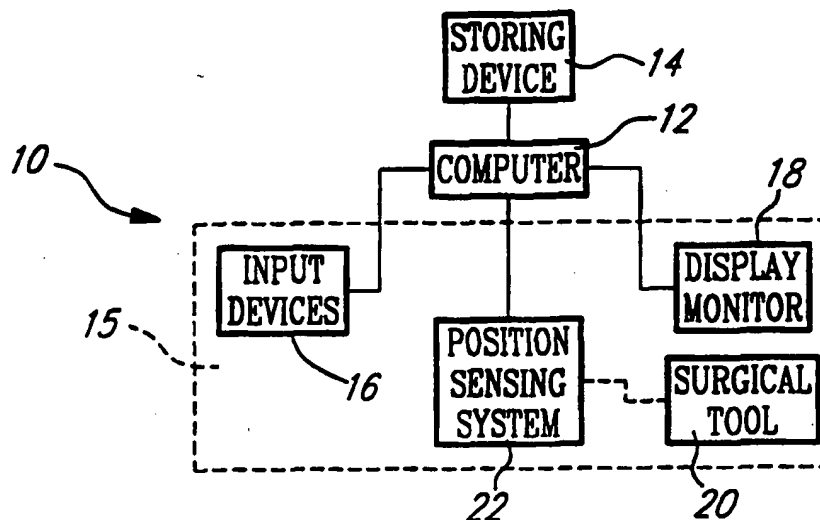 STORING
DEVICE
14
12
COMPUTER
10
18
INPUT
DEVICES
DISPLAY
MONITOR
15
16
POSITION
SENSING
SYSTEM
SURGICAL
TOOL
22
20